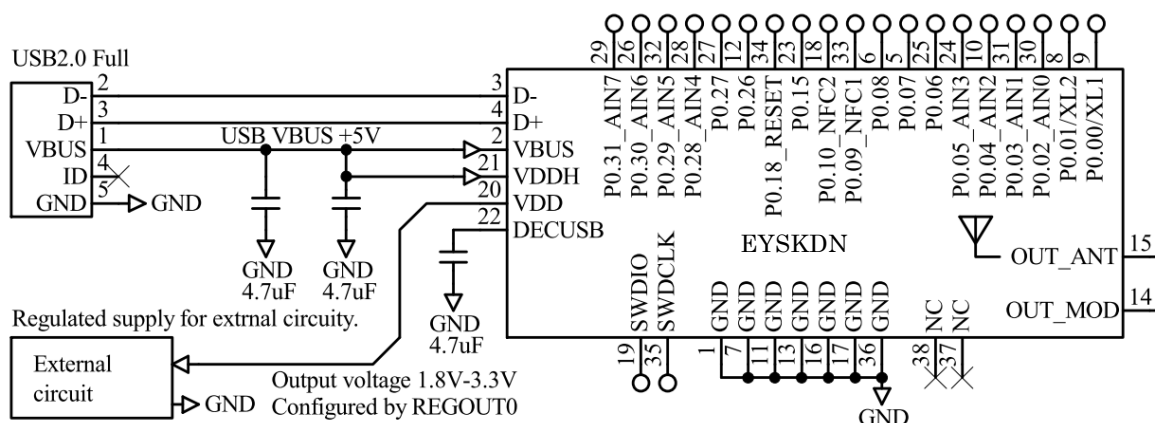 29
26
32
28
27
12
34
23
18
33
6
5
25
24
10
31
30
8
9
USB2.0 Full
P0.31_AIN7
P0.30_AIN6
P0.29_AIN5
P0.28_AIN4
P0.27
P0.26
P0.18_RESET
P0.15
P0.10_NFC2
P0.09_NFC1
P0.08
P0.07
P0.06
P0.05_AIN3
P0.04_AIN2
P0.03_AIN1
P0.02_AIN0
P0.01/XL2
P0.00/XL1
D- 2
D+ 3
VBUS 1
ID 4
GND 5
GND
USB VBUS +5V
3 D-
4 D+
2 VBUS
21 VDDH
20 VDD
22 DECUSB
GND
4.7uF
GND
4.7uF
GND
4.7uF
EYSKDN
OUT_ANT 15
OUT_MOD 14
SWDIO
SWDCLK
GND
GND
GND
GND
GND
GND
GND
NC
NC
19
35
1
7
11
13
16
17
36
38
37
GND
Regulated supply for extrnal circuity.
External
circuit
GND
Output voltage 1.8V-3.3V
Configured by REGOUT0